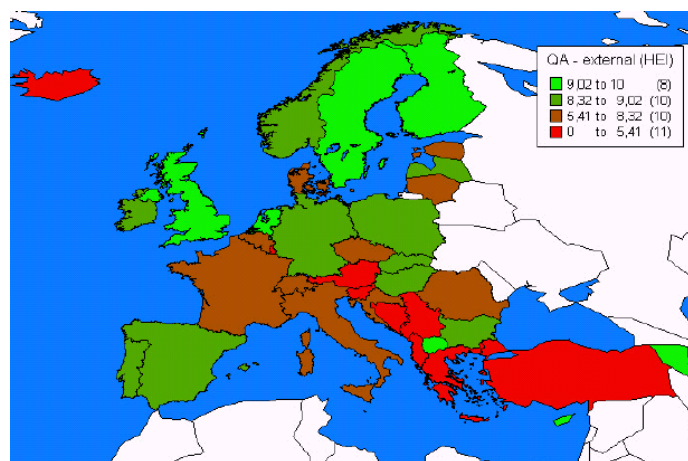 QA - external (HEI)
9,02 to 10 (8)
8,32 to 9,02 (10)
5,41 to 8,32 (10)
0 to 5,41 (11)